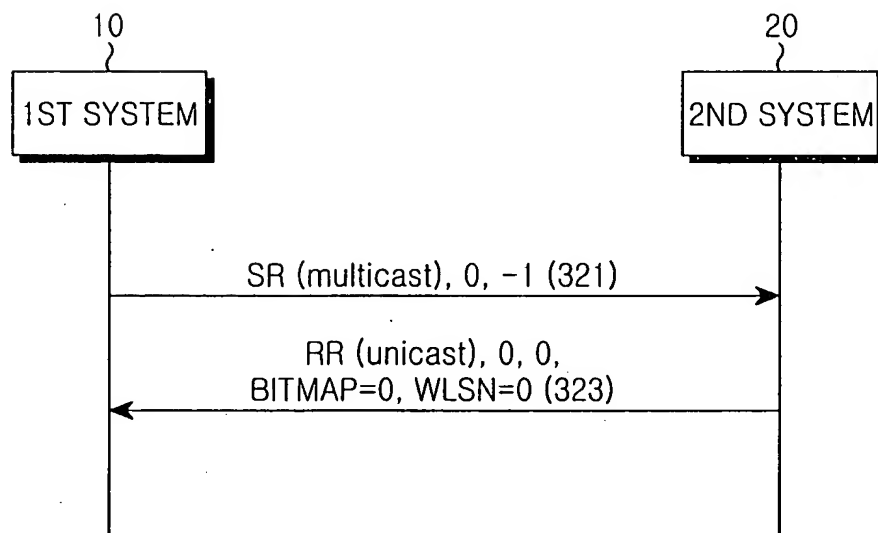 10
20
1ST SYSTEM
2ND SYSTEM
SR (multicast), 0, -1 (321)
RR (unicast), 0, 0,
BITMAP=0, WLSN=0 (323)